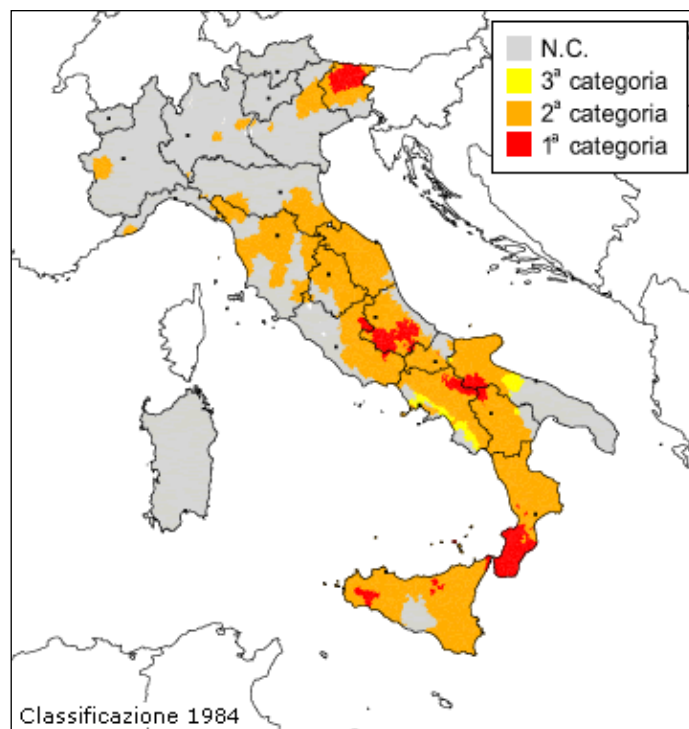 N.C.
3ª categoria
2ª categoria
1ª categoria
Classificazione 1984